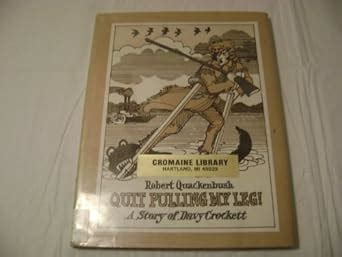 CROMAINE LIBRARY
HARTLAND, MI 48029
Robert Quackenbush
QUIT PULLING MY LEG!
A Story of Davy Crockett